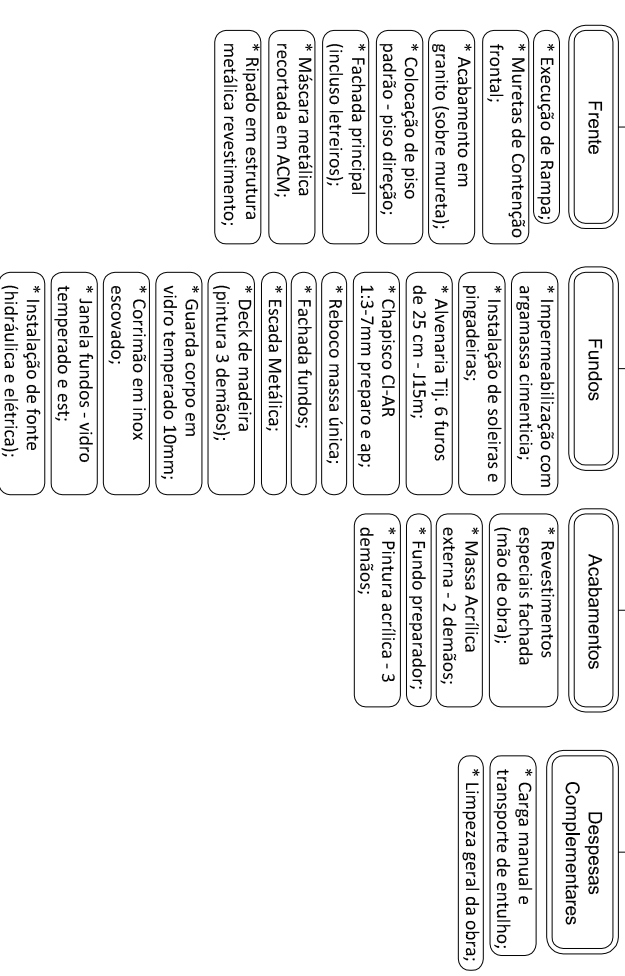 Frente
* Execução de Rampa;
* Muretas de Contenção
frontal;
* Acabamento em
granito (sobre mureta);
* Colocação de piso
padrão - piso direção;
* Fachada principal
(incluso letreiros);
* Máscara metálica
recortada em ACM;
* Ripado em estrutura
metálica revestimento;
Fundos
* Impermeabilização com
argamassa cimenticia;
* Instalação de soleiras e
pingadeiras;
* Alvenaria Tij. 6 furos
de 25 cm - J15m;
* Chapisco CI-AR
1:3-7mm preparo e ap;
* Reboco massa única;
* Fachada fundos;
* Escada Metálica;
* Deck de madeira
(pintura 3 demãos);
* Guarda corpo em
vidro temperado 10mm;
* Corrimão em inox
escovado;
* Janela fundos - vidro
temperado e est;
* Instalação de fonte
(hidráulica e elétrica);
Acabamentos
* Revestimentos
especiais fachada
(mão de obra);
* Massa Acrílica
externa - 2 demãos;
* Fundo preparador;
* Pintura acrílica - 3
demãos;
Despesas
Complementares
* Carga manual e
transporte de entulho;
* Limpeza geral da obra;